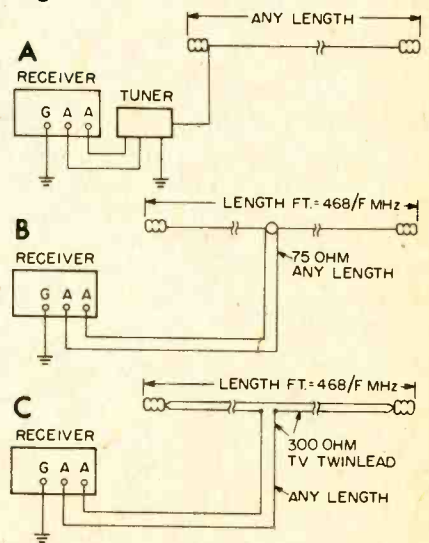 ANY LENGTH
A
RECEIVER
TUNER
G A A
LENGTH FT.=468/F MHz
B
75 OHM
ANY LENGTH
RECEIVER
G A A
LENGTH FT.=468/F MHz
C
RECEIVER
300 OHM
TV TWINLEAD
G A A
ANY LENGTH